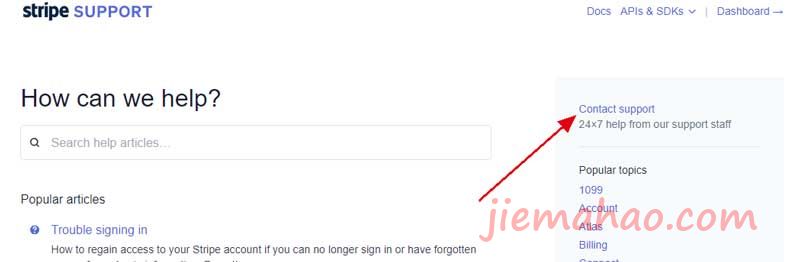 stripe SUPPORT
Docs APIs & SDKs | Dashboard →
How can we help?
Search help articles…
Popular articles
Trouble signing in
How to regain access to your Stripe account if you can no longer sign in or have forgotten
Contact support
24×7 help from our support staff
Popular topics
1099
Account
Atlas
Billing
jiemahao.com